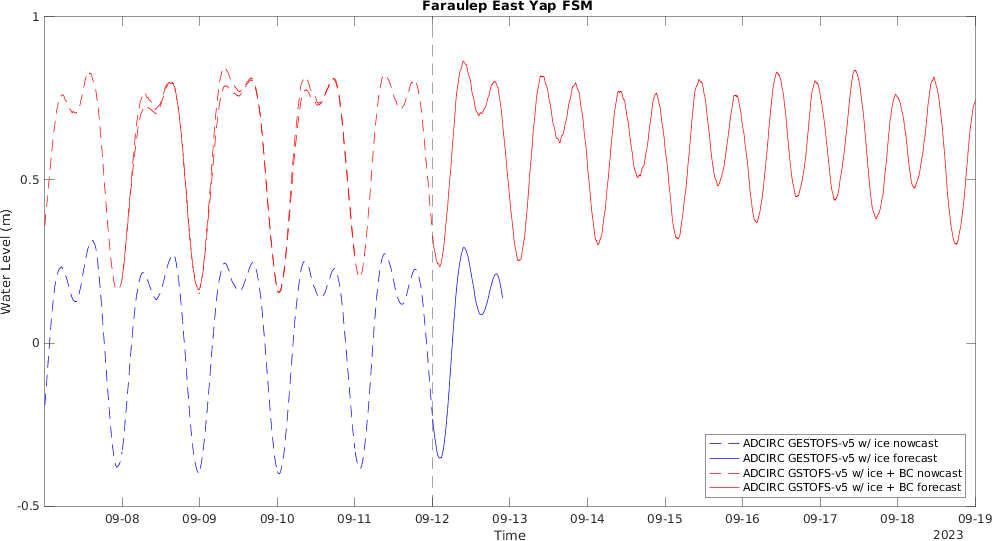 Faraulep East Yap FSM
1
0.5
0
-0.5
Water Level (m)
ADCIRC GESTOFS-v5 w/ ice nowcast
ADCIRC GESTOFS-v5 w/ ice forecast
ADCIRC GSTOFS-v5 w/ ice + BC nowcast
ADCIRC GSTOFS-v5 w/ ice + BC forecast
09-08 09-09 09-10 09-11 09-12 09-13 09-14 09-15 09-16 09-17 09-18 09-19
Time
2023